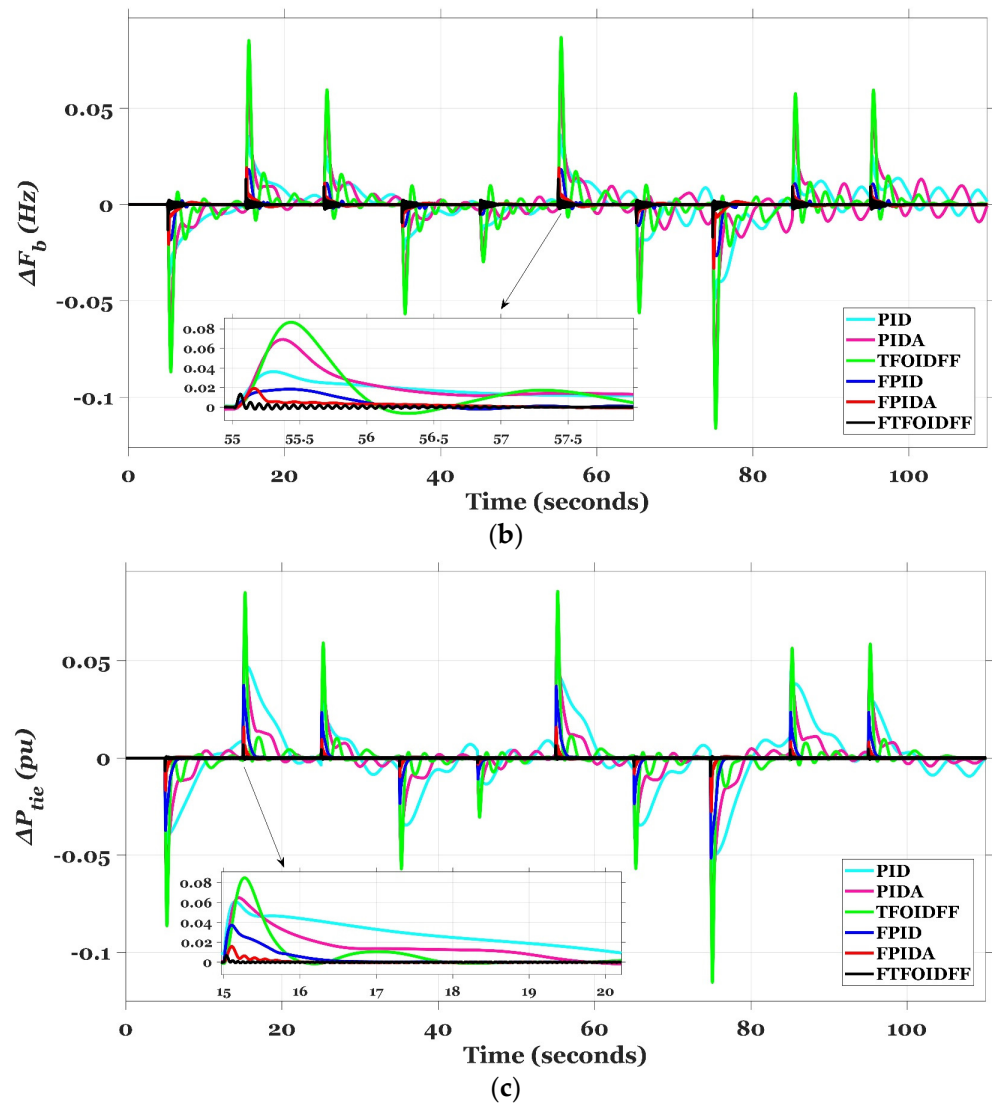 0.05
0
-0.05
-0.1
ΔF_b (Hz)
0.08
0.06
0.04
0.02
0
55 55.5 56 56.5 57 57.5
PID
PIDA
TFOIDFF
FPID
FPIDA
FTFOIDFF
0 20 40 60 80 100
Time (seconds)
(b)
0.05
0
-0.05
-0.1
ΔP_tie (pu)
0.08
0.06
0.04
0.02
0
15 16 17 18 19 20
PID
PIDA
TFOIDFF
FPID
FPIDA
FTFOIDFF
0 20 40 60 80 100
Time (seconds)
(c)